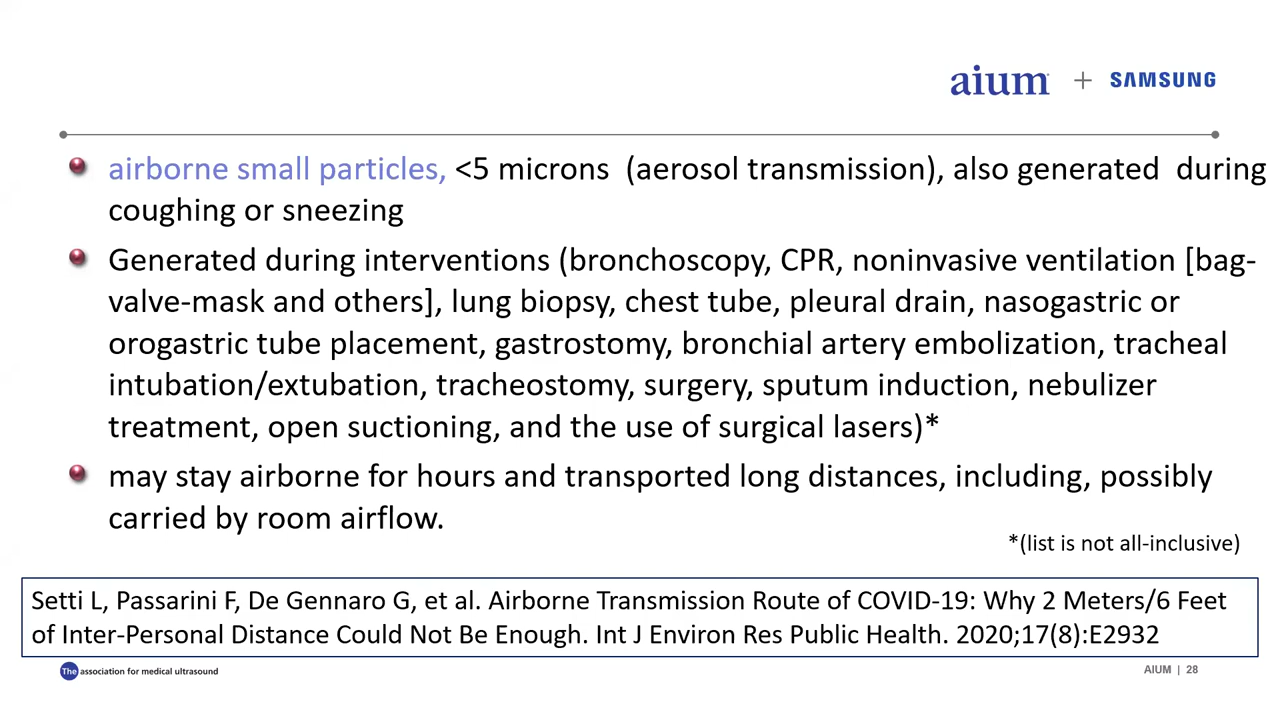 aium + SAMSUNG
airborne small particles, <5 microns (aerosol transmission), also generated during
coughing or sneezing
Generated during interventions (bronchoscopy, CPR, noninvasive ventilation [bag-
valve-mask and others], lung biopsy, chest tube, pleural drain, nasogastric or
orogastric tube placement, gastrostomy, bronchial artery embolization, tracheal
intubation/extubation, tracheostomy, surgery, sputum induction, nebulizer
treatment, open suctioning, and the use of surgical lasers)*
may stay airborne for hours and transported long distances, including, possibly
carried by room airflow.
*(list is not all-inclusive)
Setti L, Passarini F, De Gennaro G, et al. Airborne Transmission Route of COVID-19: Why 2 Meters/6 Feet
of Inter-Personal Distance Could Not Be Enough. Int J Environ Res Public Health. 2020;17(8):E2932
The association for medical ultrasound
AIUM | 28